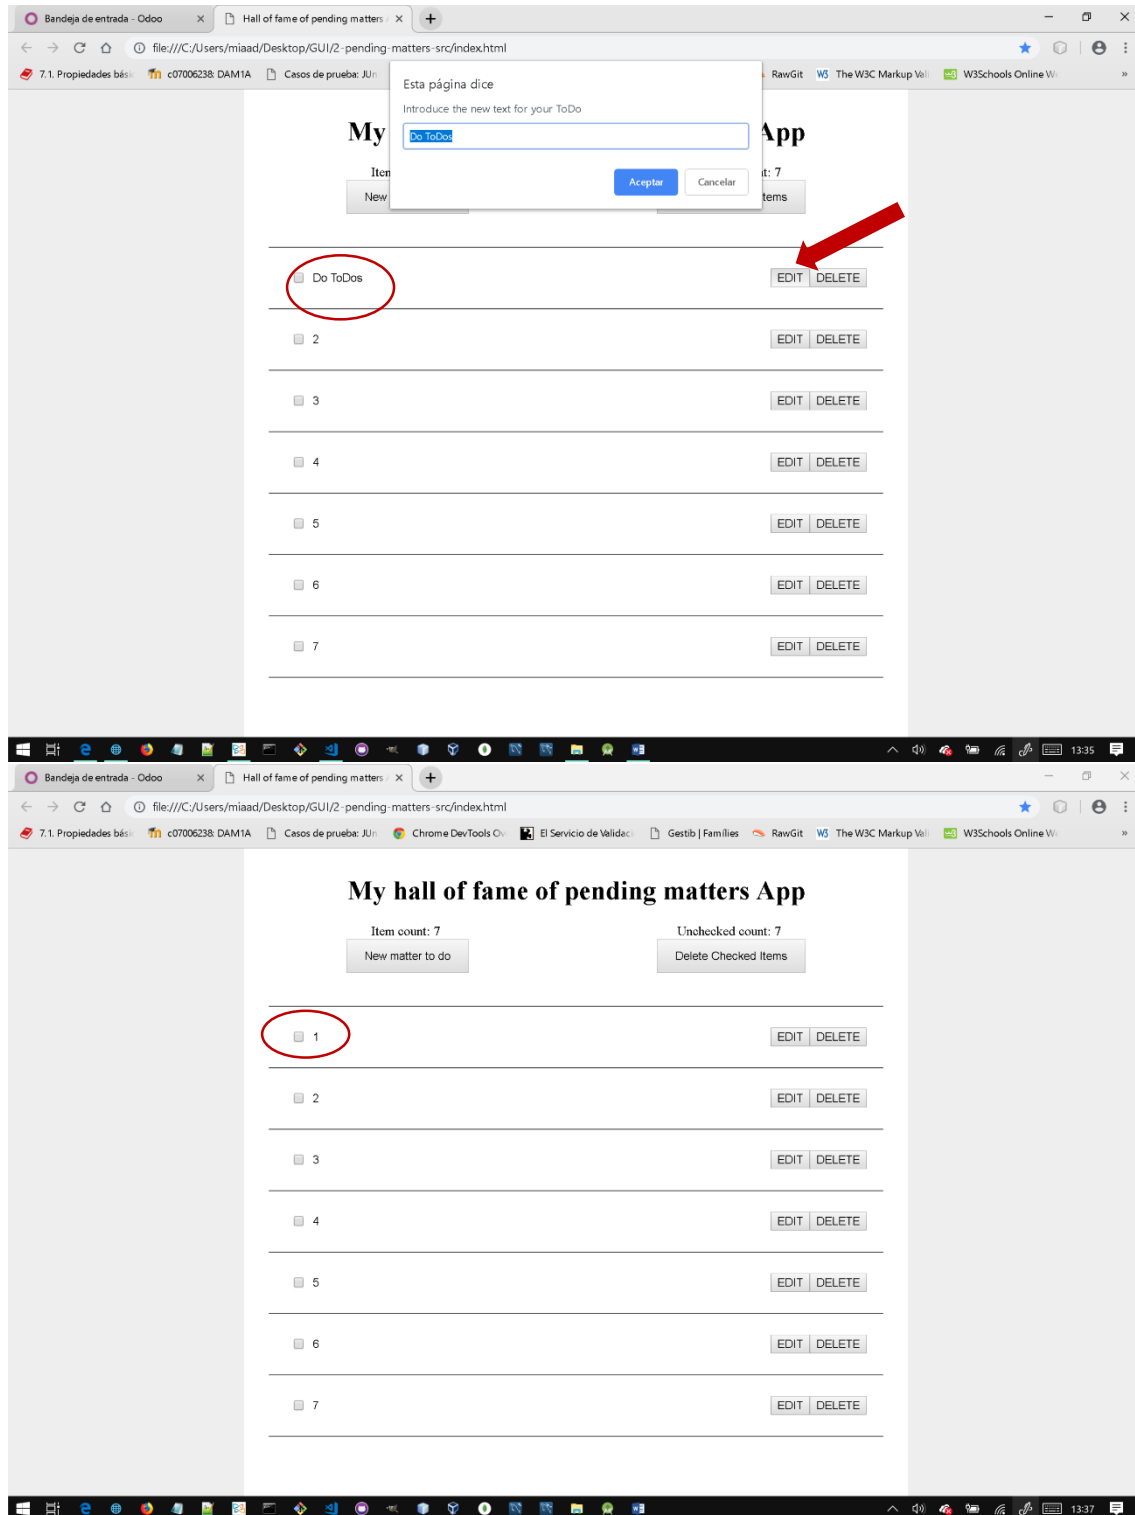 Bandeja de entrada - Odoo
Hall of fame of pending matters
file:///C:/Users/miaad/Desktop/GUI/2-pending-matters-src/index.html
7.1. Propiedades bási
c07006238: DAM1A
Casos de prueba: JUn
RawGit
The W3C Markup Vali
W3Schools Online W
Esta página dice
Introduce the new text for your ToDo
Do ToDos
Aceptar
Cancelar
My
App
Iten
t: 7
New
tems
Do ToDos
EDIT DELETE
2
EDIT DELETE
3
EDIT DELETE
4
EDIT DELETE
5
EDIT DELETE
6
EDIT DELETE
7
EDIT DELETE
13:35
Bandeja de entrada - Odoo
Hall of fame of pending matters
file:///C:/Users/miaad/Desktop/GUI/2-pending-matters-src/index.html
7.1. Propiedades bási
c07006238: DAM1A
Casos de prueba: JUn
Chrome DevTools Ov
El Servicio de Validaci
Gestib | Famílies
RawGit
The W3C Markup Vali
W3Schools Online W
My hall of fame of pending matters App
Item count: 7
Unchecked count: 7
New matter to do
Delete Checked Items
1
EDIT DELETE
2
EDIT DELETE
3
EDIT DELETE
4
EDIT DELETE
5
EDIT DELETE
6
EDIT DELETE
7
EDIT DELETE
13:37